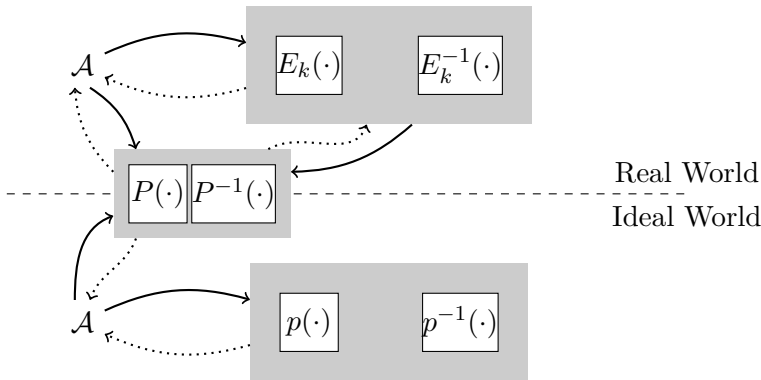 𝒜 E_k(·) E_k^{-1}(·)
P(·) P^{-1}(·)
Real World
Ideal World
𝒜 p(·) p^{-1}(·)